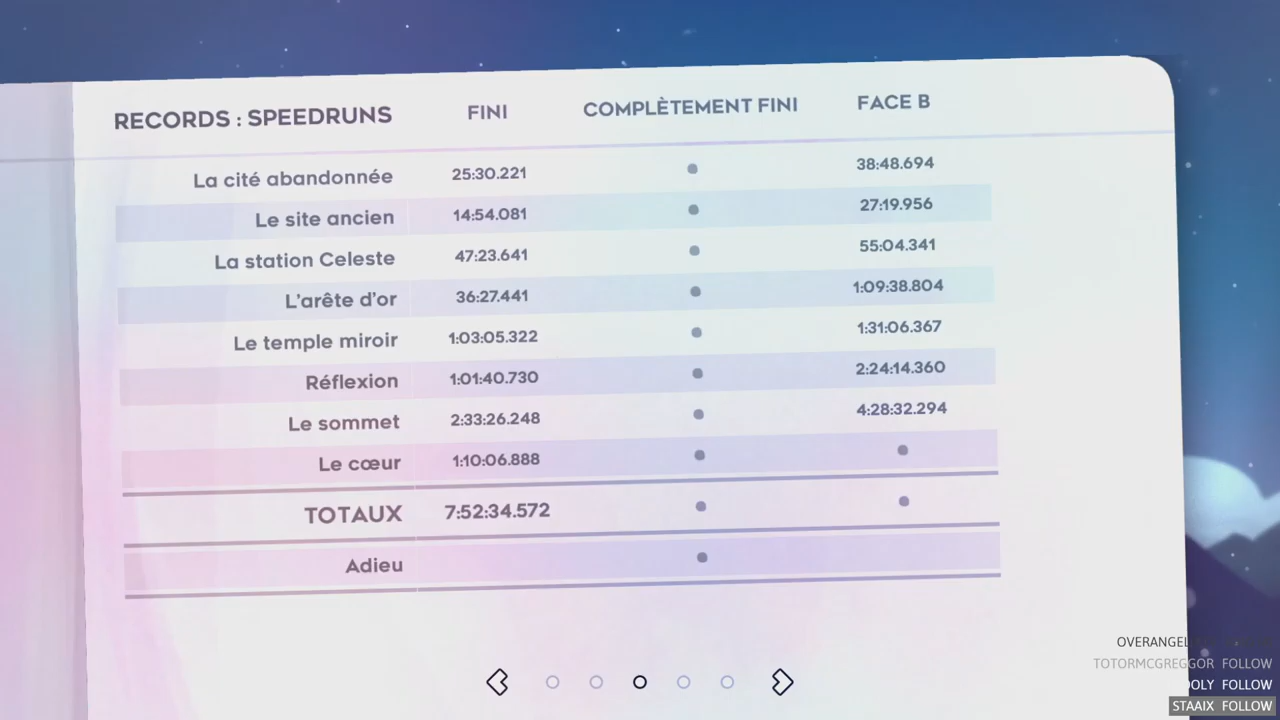 RECORDS : SPEEDRUNS FINI COMPLÈTEMENT FINI FACE B
La cité abandonnée 25:30.221 38:48.694
Le site ancien 14:54.081 27:19.956
La station Celeste 47:23.641 55:04.341
L'arête d'or 36:27.441 1:09:38.804
Le temple miroir 1:03:05.322 1:31:06.367
Réflexion 1:01:40.730 2:24:14.360
Le sommet 2:33:26.248 4:28:32.294
Le cœur 1:10:06.888
TOTAUX 7:52:34.572
Adieu
TOTORMCGREGGOR FOLLOW
FOLLOW
STAAIX FOLLOW